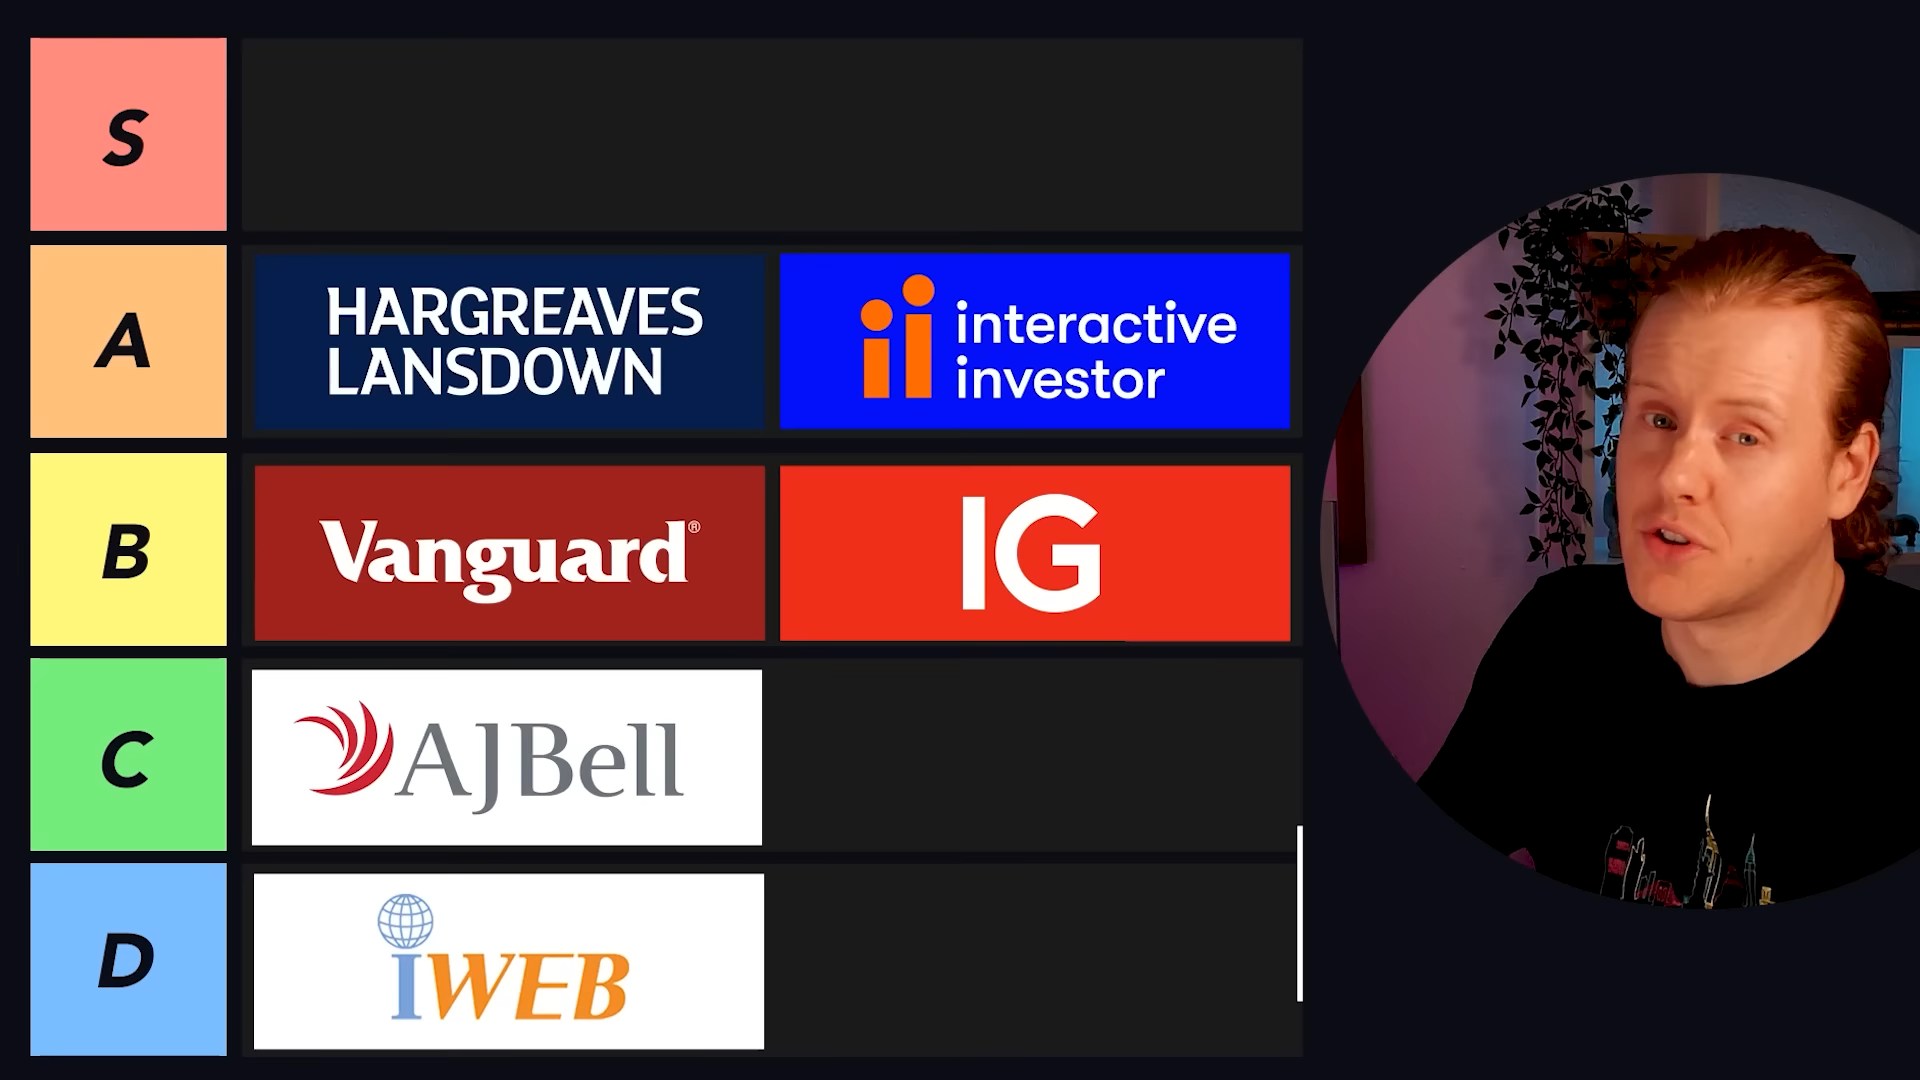 S
A
HARGREAVES
LANSDOWN
interactive
investor
B
Vanguard®
IG
C
AJBell
D
IWEB